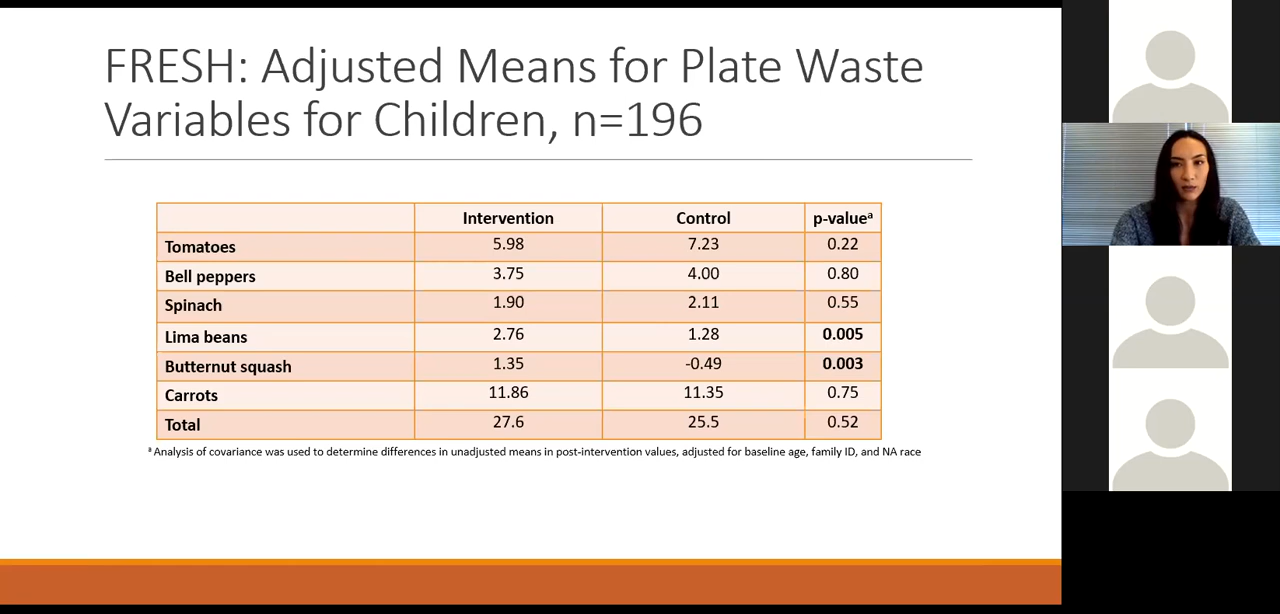 FRESH: Adjusted Means for Plate Waste
Variables for Children, n=196
Intervention Control p-valueᵃ
Tomatoes 5.98 7.23 0.22
Bell peppers 3.75 4.00 0.80
Spinach 1.90 2.11 0.55
Lima beans 2.76 1.28 0.005
Butternut squash 1.35 -0.49 0.003
Carrots 11.86 11.35 0.75
Total 27.6 25.5 0.52
ᵃ Analysis of covariance was used to determine differences in unadjusted means in post-intervention values, adjusted for baseline age, family ID, and NA race